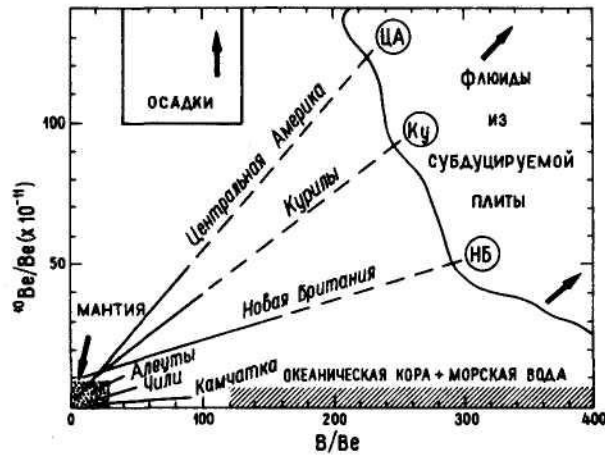 ЦА
ОСАДКИ
ФЛЮИДЫ
ИЗ
СУБДУЦИРУЕМОЙ
ПЛИТЫ
Центральная Америка
Ку
Курилы
НБ
Новая Британия
МАНТИЯ
Алеуты
Чили
Камчатка
ОКЕАНИЧЕСКАЯ КОРА + МОРСКАЯ ВОДА
100
50
0
100
200
300
400
B/Be
¹⁰Be/Be (x 10⁻¹¹)